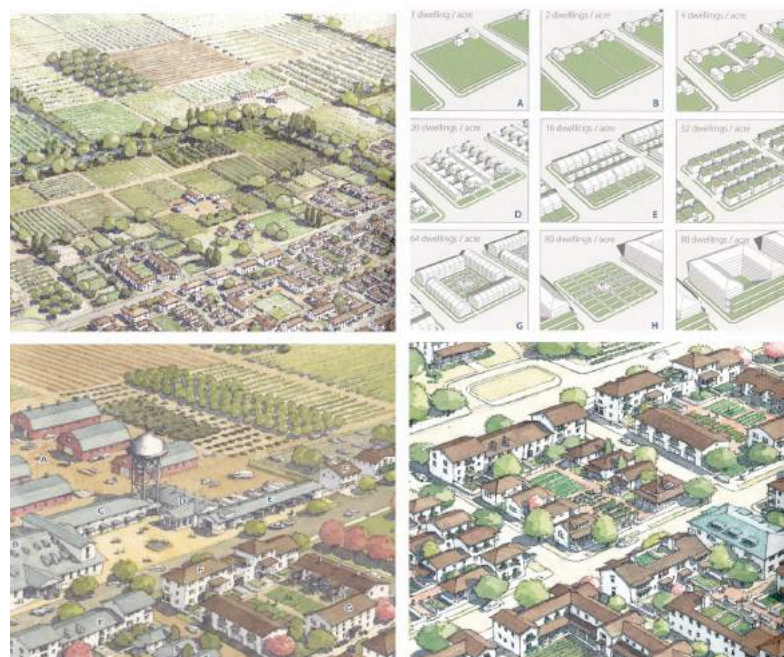 1 dwelling / acre
A
2 dwellings / acre
B
4 dwellings / acre
20 dwellings / acre
D
16 dwellings / acre
E
32 dwellings / acre
64 dwellings / acre
G
80 dwellings / acre
H
80 dwellings / acre
A
B
C
E
F
G
G
F